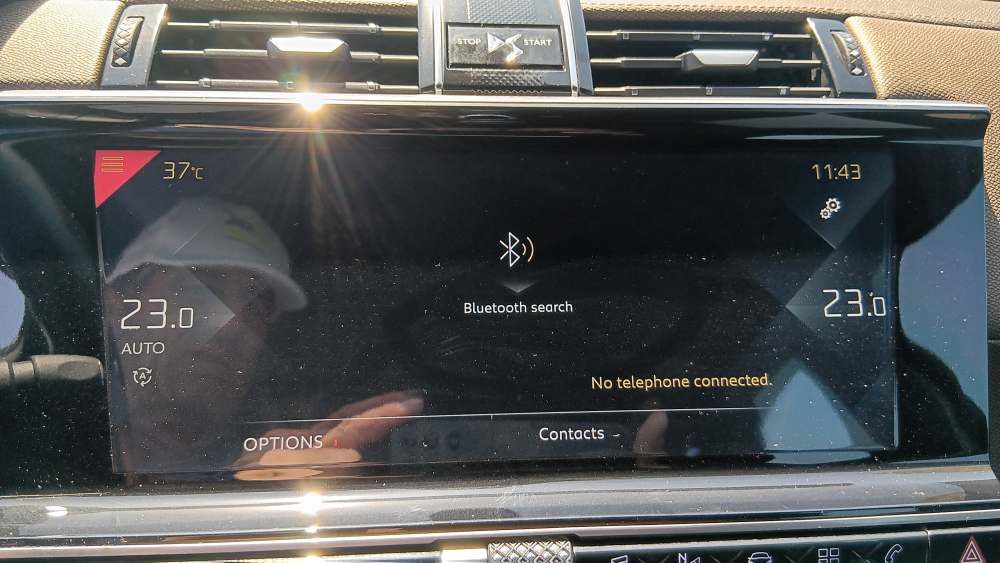 STOP START
37°C
11:43
Bluetooth search
23.0
23.0
AUTO
A
No telephone connected.
OPTIONS
Contacts
N